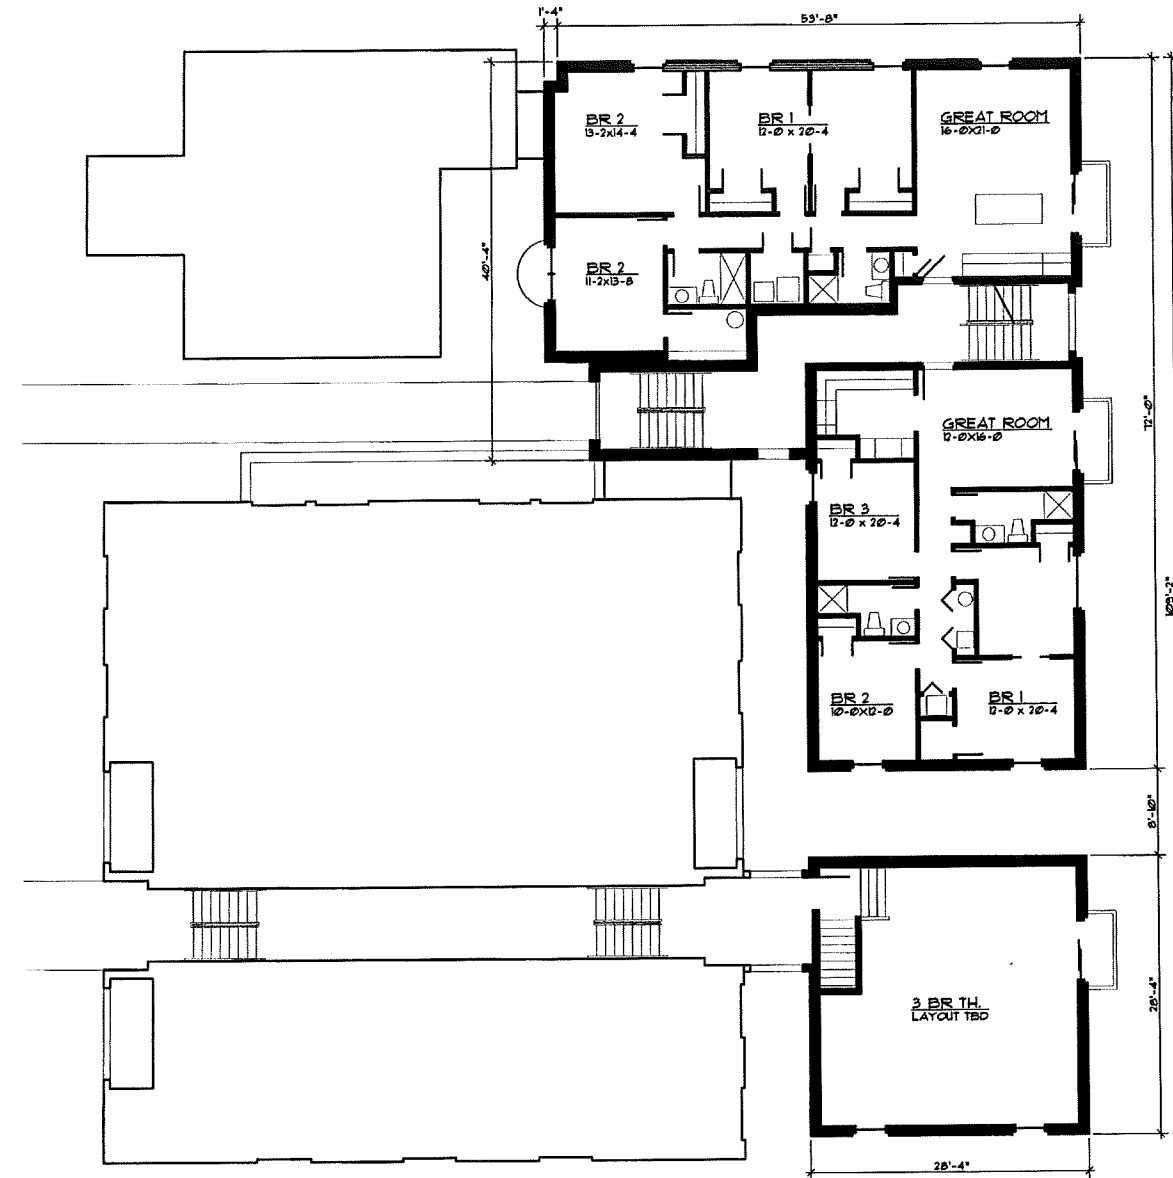 1'-4"
53'-8"
BR 2
13-2x14-4
BR 1
12-0 x 20-4
GREAT ROOM
16-0x21-0
40'-4"
BR 2
11-2x13-8
72'-0"
GREAT ROOM
12-0x16-0
BR 3
12-0 x 20-4
109'-2"
BR 2
10-0x12-0
BR 1
12-0 x 20-4
8'-10"
3 BR TH.
LAYOUT TBD
28'-4"
28'-4"